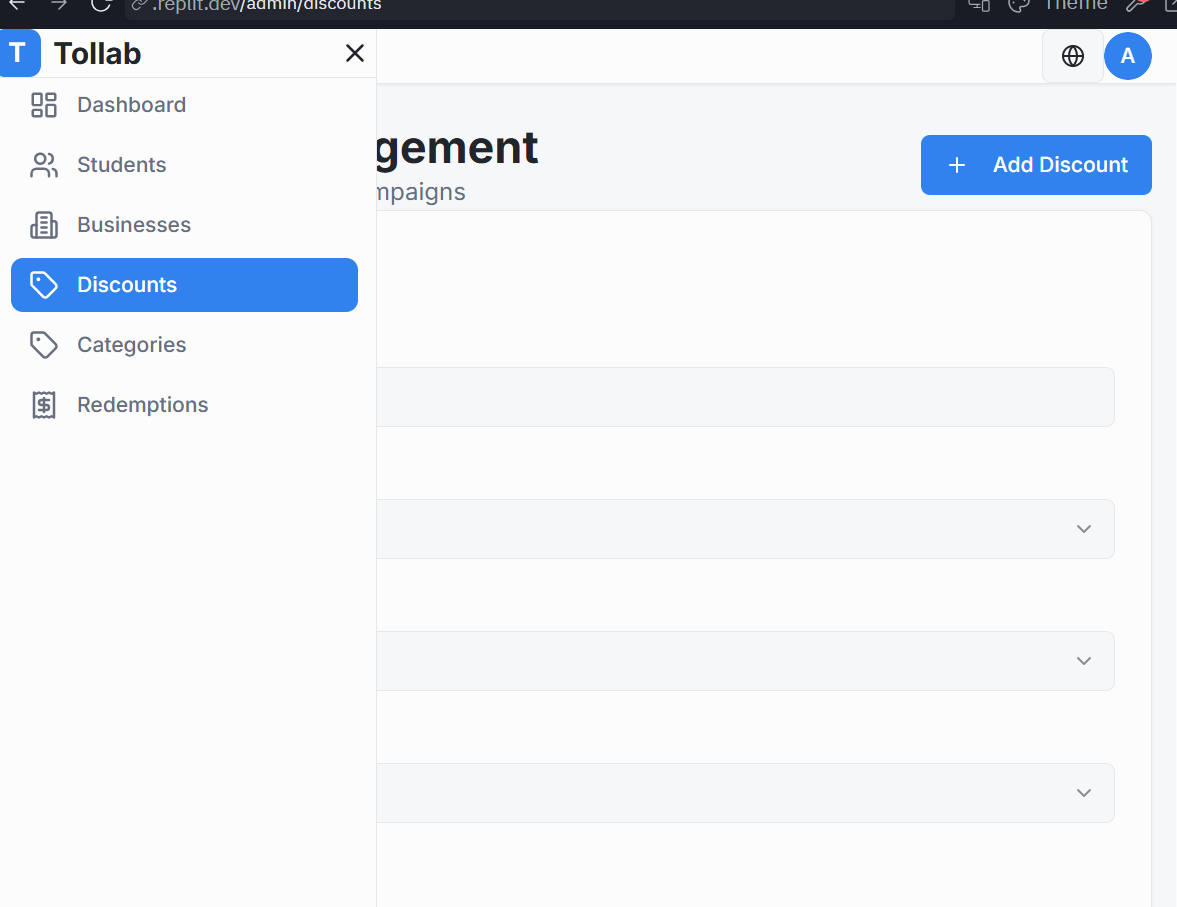 .replit.dev/admin/discounts
Theme
T
Tollab
A
Dashboard
Students
Businesses
Discounts
Categories
Redemptions
gement
mpaigns
Add Discount